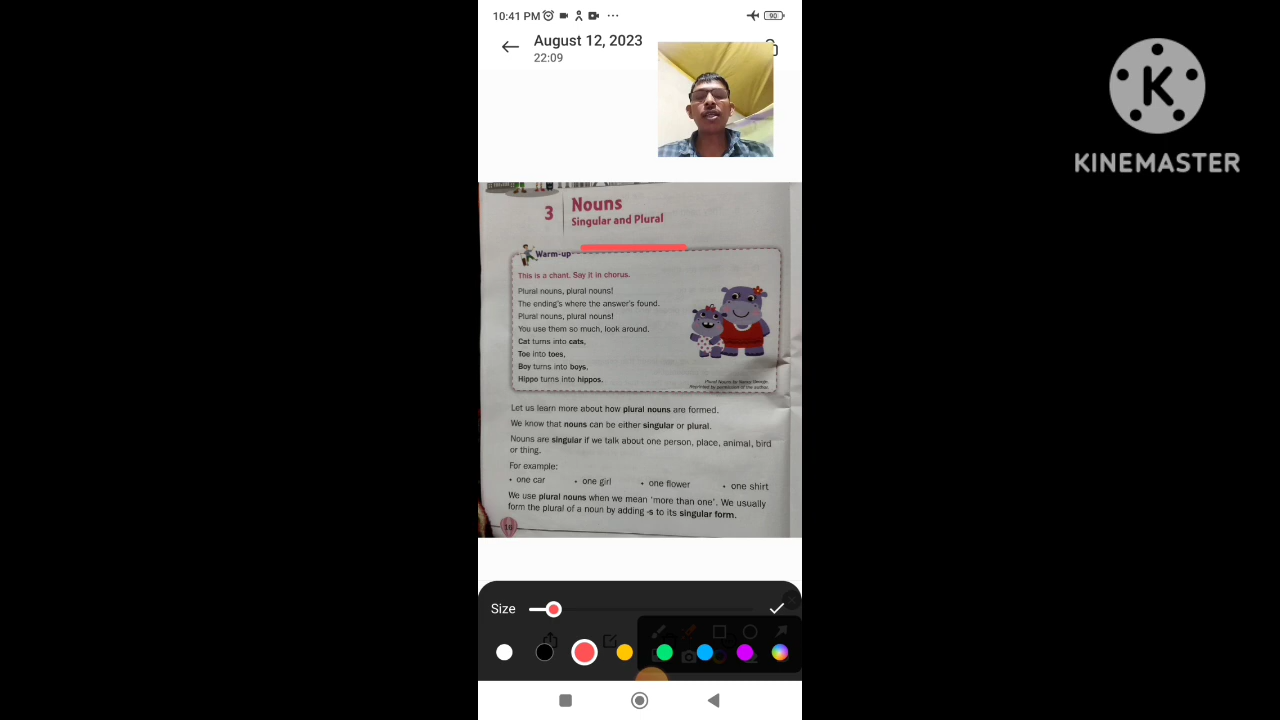 10:41 PM
90
August 12, 2023
22:09
K
KINEMASTER
3
Nouns
Singular and Plural
Warm-up
This is a chant. Say it in chorus.
Plural nouns, plural nouns!
The ending's where the answer's found.
Plural nouns, plural nouns!
You use them so much, look around.
Cat turns into cats,
Toe into toes,
Boy turns into boys,
Hippo turns into hippos.
Let us learn more about how plural nouns are formed.
We know that nouns can be either singular or plural.
Nouns are singular if we talk about one person, place, animal, bird
or thing.
For example:
• one car • one girl • one flower • one shirt
We use plural nouns when we mean 'more than one'. We usually
form the plural of a noun by adding -s to its singular form.
Size